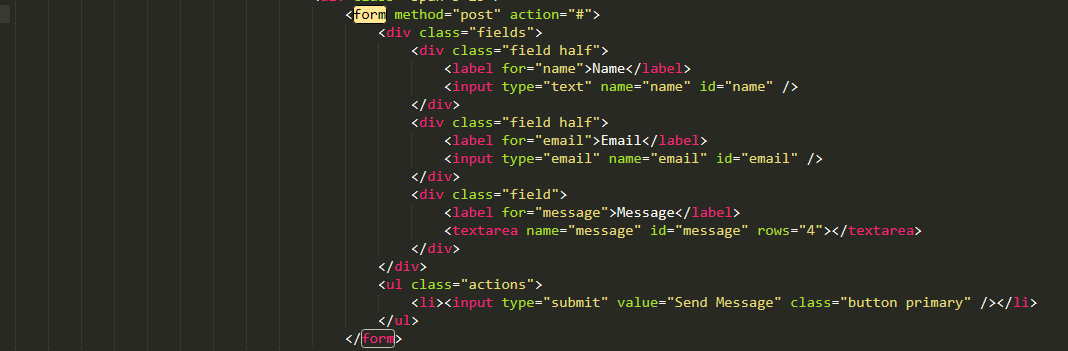 <form method="post" action="#">
<div class="fields">
<div class="field half">
<label for="name">Name</label>
<input type="text" name="name" id="name" />
</div>
<div class="field half">
<label for="email">Email</label>
<input type="email" name="email" id="email" />
</div>
<div class="field">
<label for="message">Message</label>
<textarea name="message" id="message" rows="4"></textarea>
</div>
</div>
<ul class="actions">
<li><input type="submit" value="Send Message" class="button primary" /></li>
</ul>
</form>